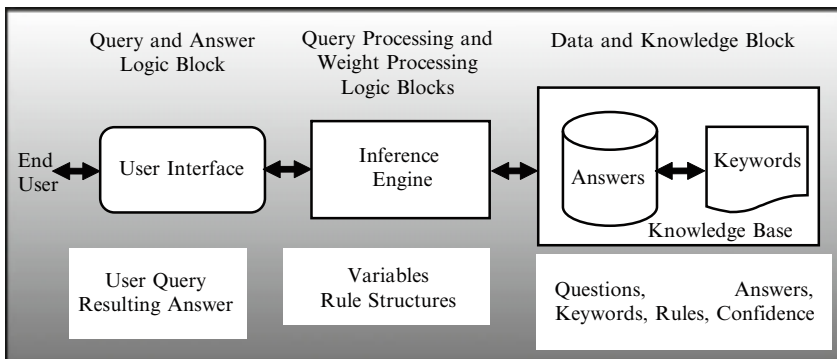 Query and Answer
Logic Block
Query Processing and
Weight Processing
Logic Blocks
Data and Knowledge Block
End
User
User Interface
Inference
Engine
Answers
Keywords
Knowledge Base
User Query
Resulting Answer
Variables
Rule Structures
Questions, Answers,
Keywords, Rules, Confidence